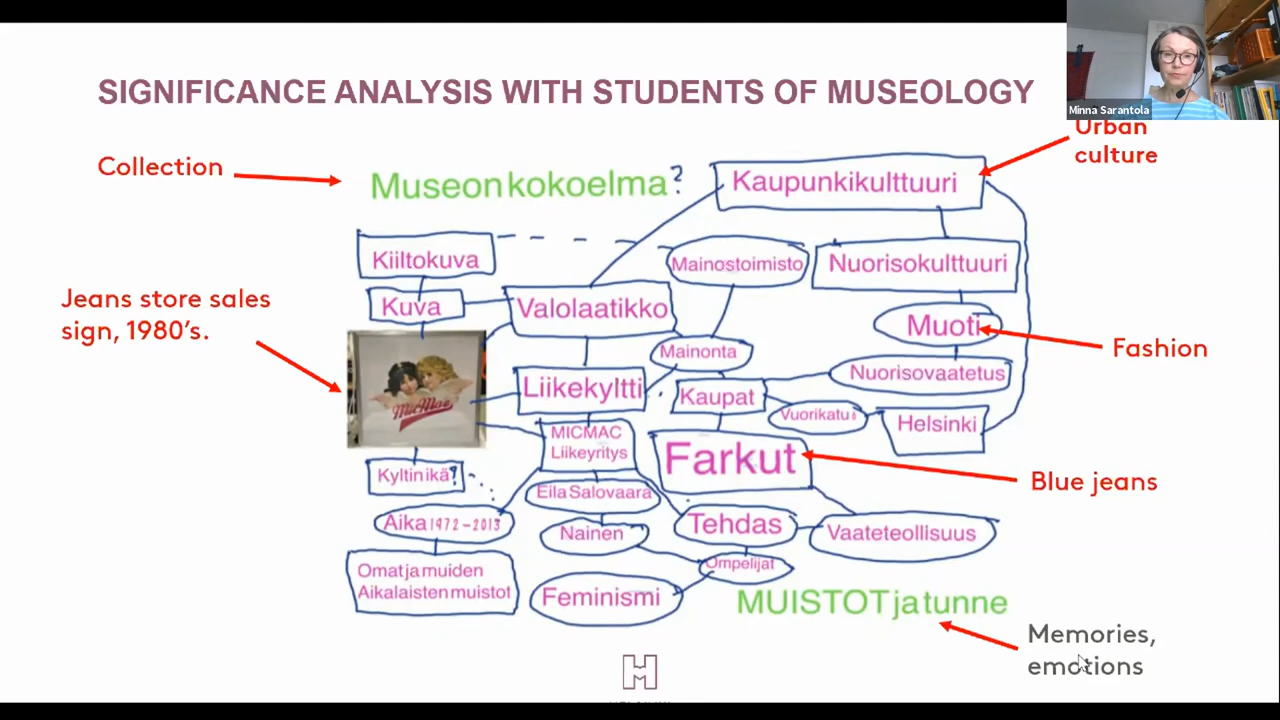 SIGNIFICANCE ANALYSIS WITH STUDENTS OF MUSEOLOGY
Minna Sarantola
Collection
Museon kokoelma?
Kaupunkikulttuuri
Urban
culture
Kiiltokuva
Mainostoimisto
Nuorisokulttuuri
Jeans store sales
sign, 1980's.
Kuva
Valolaatikko
Muoti
Fashion
Mainonta
Nuorisovaatetus
MicMac
Liikekyltti
Kaupat
Vuorikatu 8
Helsinki
MICMAC
Liikeyritys
Farkut
Blue jeans
Kyltin ikä?
Eila Salovaara
Aika 1972-2013
Nainen
Tehdas
Vaateteollisuus
Ompelijat
Omat ja muiden
Aikalaisten muistot
Feminismi
MUISTOT ja tunne
Memories,
emotions